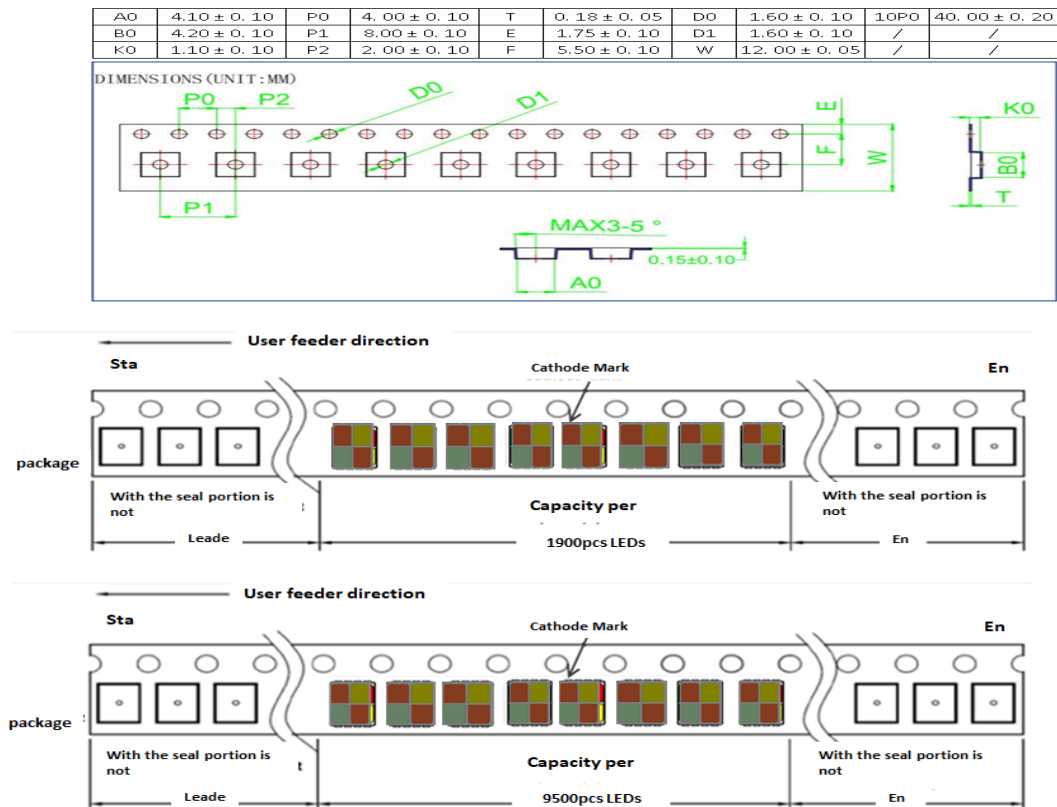 A0 4.10 ± 0.10 P0 4.00 ± 0.10 T 0.18 ± 0.05 D0 1.60 ± 0.10 10P0 40.00 ± 0.20
B0 4.20 ± 0.10 P1 8.00 ± 0.10 E 1.75 ± 0.10 D1 1.60 ± 0.10 / /
K0 1.10 ± 0.10 P2 2.00 ± 0.10 F 5.50 ± 0.10 W 12.00 ± 0.05 / /
DIMENSIONS(UNIT:MM)
P0 P2 D0 D1 E K0
F W B0
T
P1
MAX3-5 °
0.15±0.10
A0
User feeder direction
Sta Cathode Mark En
package
With the seal portion is
not
Capacity per
With the seal portion is
not
Leade 1900pcs LEDs En
User feeder direction
Sta Cathode Mark En
package
With the seal portion is
not
Capacity per
With the seal portion is
not
Leade 9500pcs LEDs En